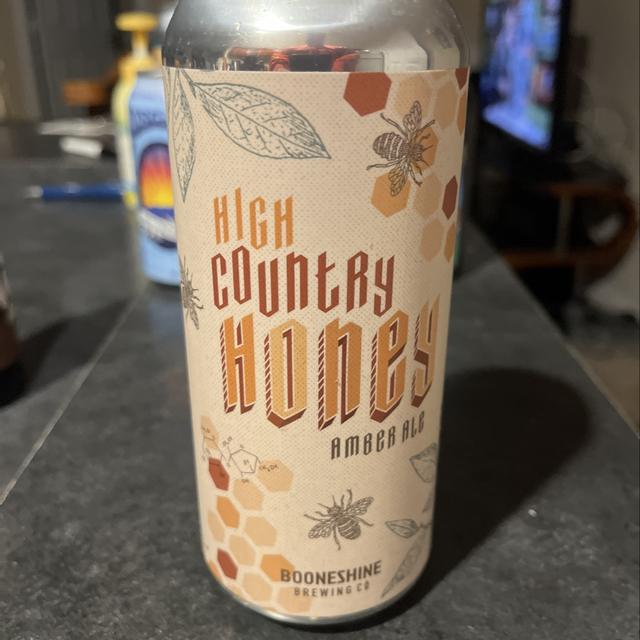 HIGH
COUNTRY
HONEY
AMBER ALE
BOONESHINE
BREWING CO